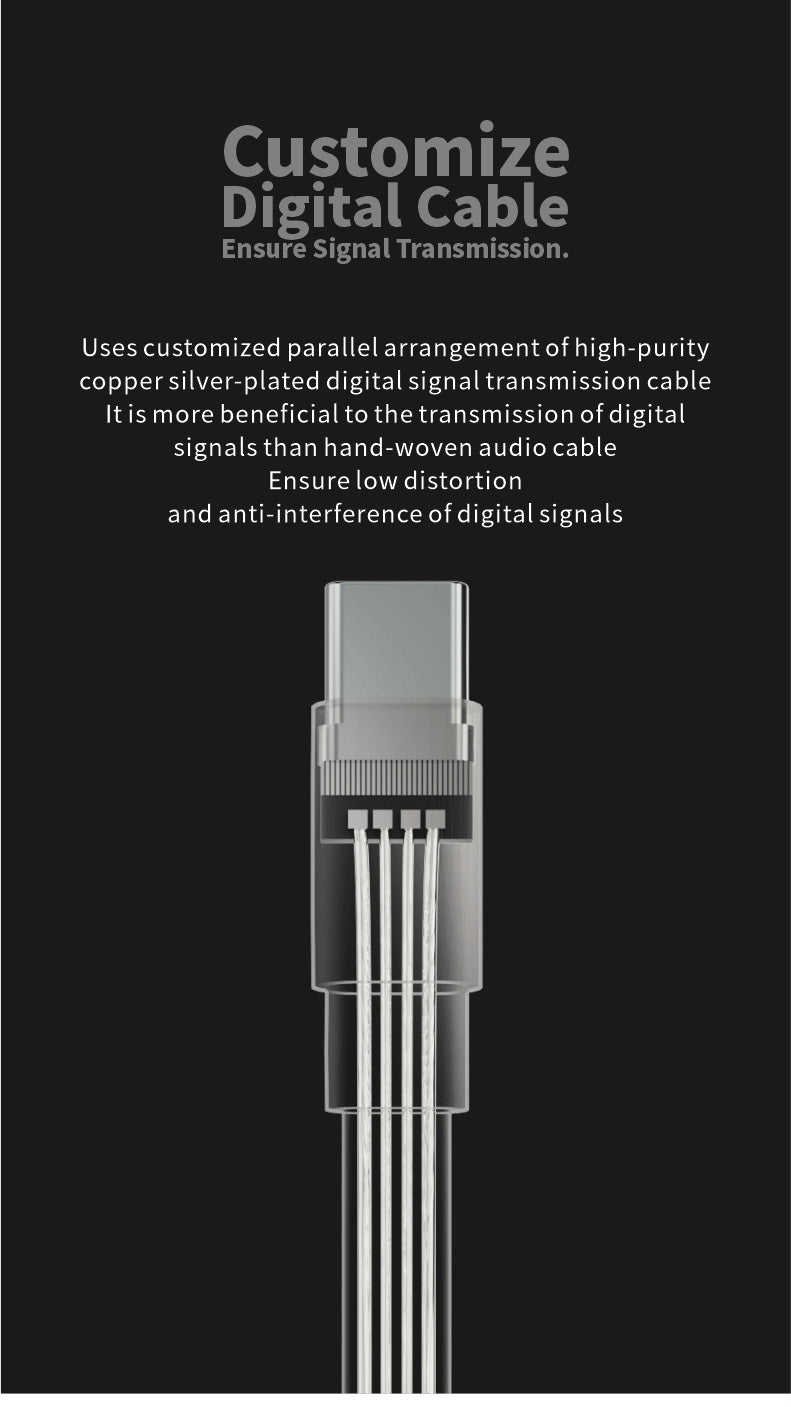 Customize
Digital Cable
Ensure Signal Transmission.
Uses customized parallel arrangement of high-purity
copper silver-plated digital signal transmission cable
It is more beneficial to the transmission of digital
signals than hand-woven audio cable
Ensure low distortion
and anti-interference of digital signals